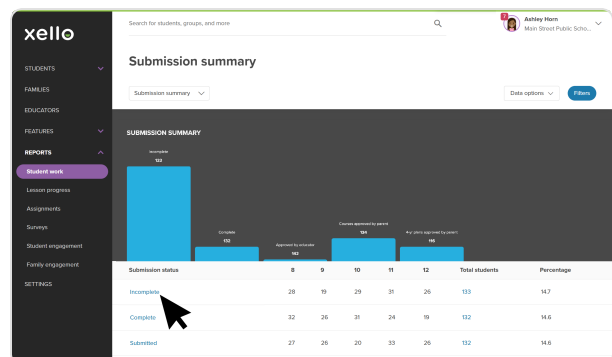 xello
Search for students, groups, and more
7
Ashley Horn
Main Street Public Scho...
STUDENTS
FAMILIES
EDUCATORS
FEATURES
REPORTS
Student work
Lesson progress
Assignments
Surveys
Student engagement
Family engagement
SETTINGS
Submission summary
Submission summary
Data options
Filters
SUBMISSION SUMMARY
Incomplete
133
Complete
132
Approved by educator
143
Courses approved by parent
134
4-yr plans approved by parent
116
Submission status 8 9 10 11 12 Total students Percentage
Incomplete 28 19 29 31 26 133 14.7
Complete 32 26 31 24 19 132 14.6
Submitted 27 26 20 33 26 132 14.6